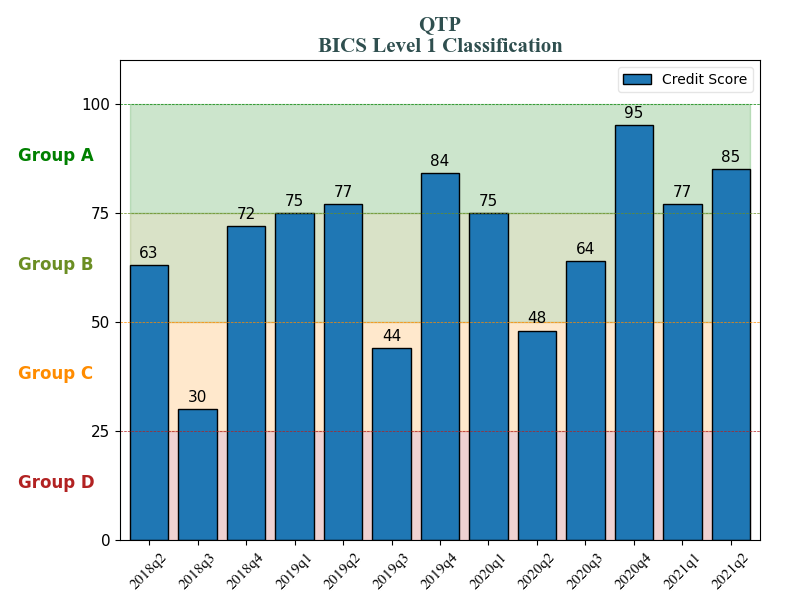 QTP
BICS Level 1 Classification
Credit Score
100
75
50
25
0
Group A
Group B
Group C
Group D
63
30
72
75
77
44
84
75
48
64
95
77
85
2018q2
2018q3
2018q4
2019q1
2019q2
2019q3
2019q4
2020q1
2020q2
2020q3
2020q4
2021q1
2021q2